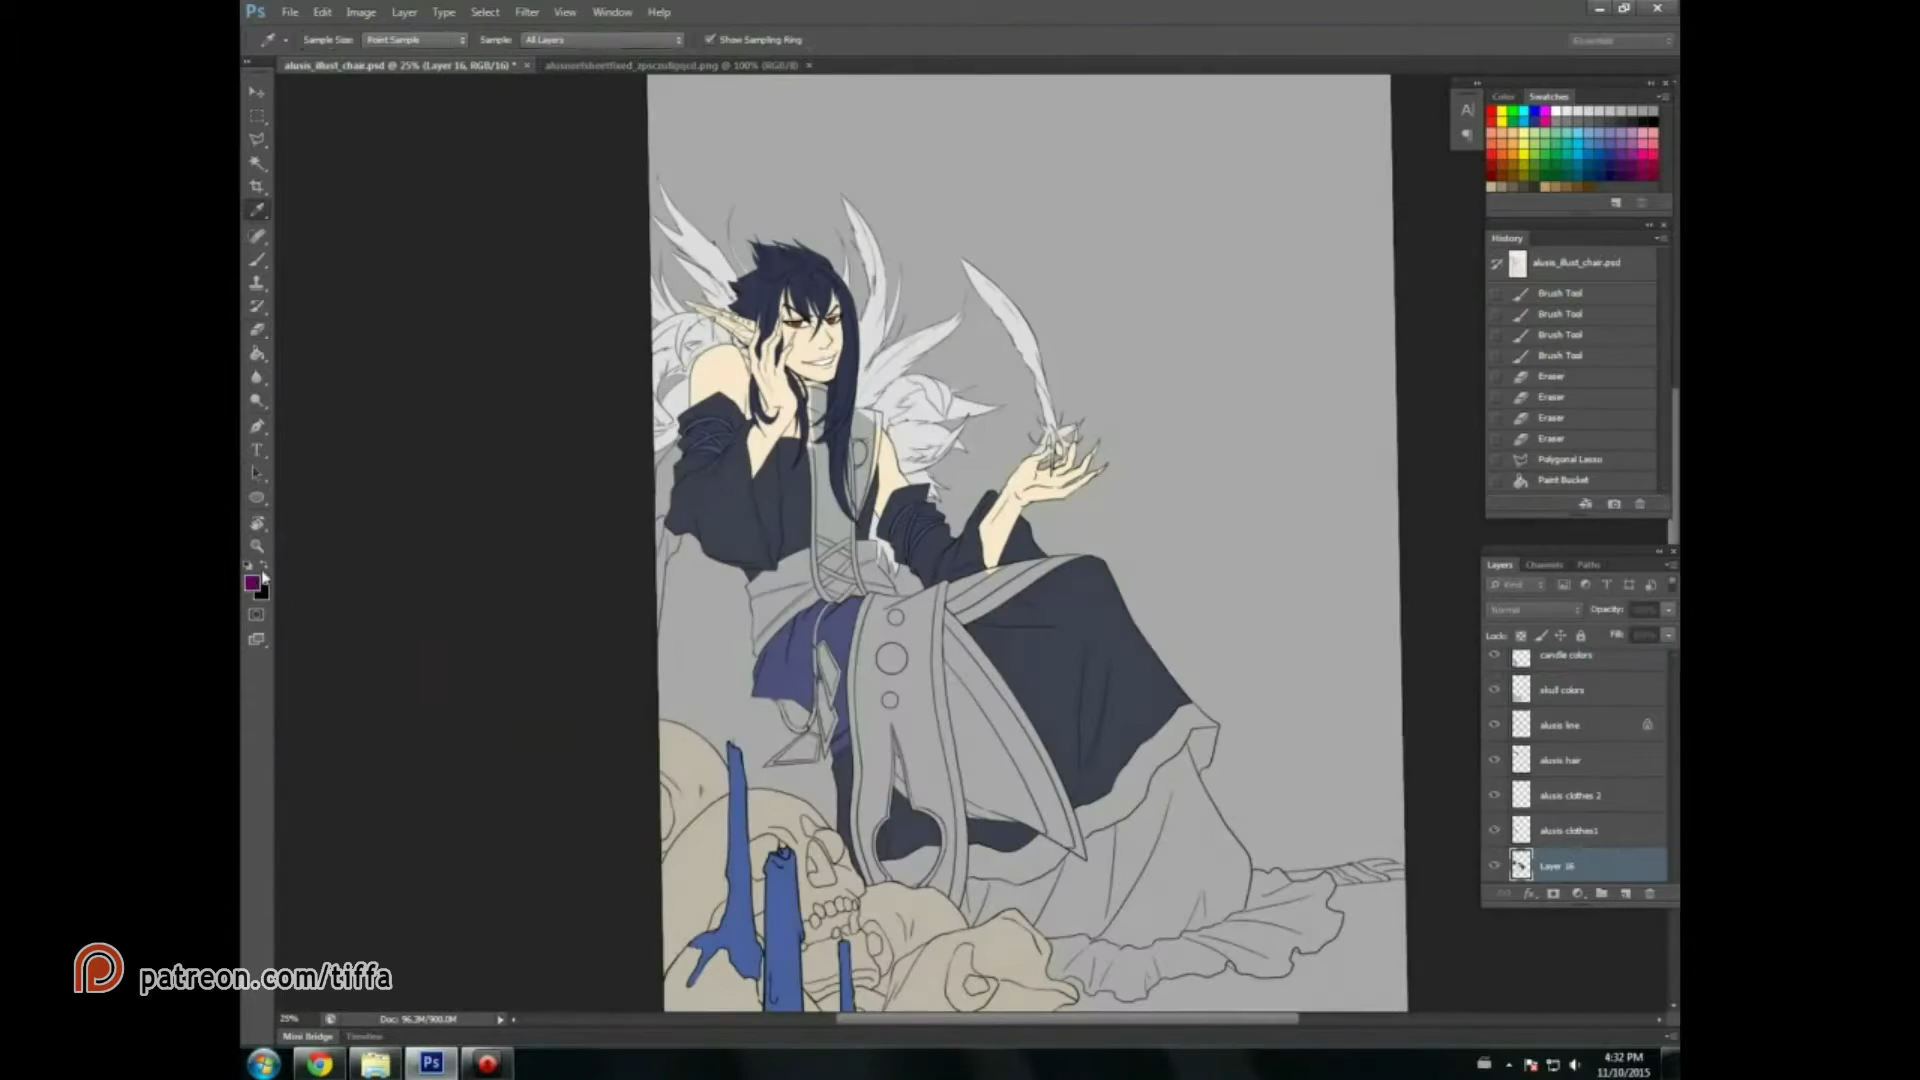 Ps File Edit Image Layer Type Select Filter View Window Help
Sample Size: Point Sample Sample: All Layers Show Sampling Ring
Essentials
alusis_illust_chair.psd @ 25% (Layer 16, RGB/16) * ×
@ 100% (RGB/8) ×
Color Swatches
History
alusis_illust_chair.psd
Brush Tool
Brush Tool
Brush Tool
Brush Tool
Eraser
Eraser
Eraser
Eraser
Polygonal Lasso
Paint Bucket
Layers Channels Paths
Kind
Normal Opacity:
Lock: Fill:
candle colors
skull colors
alusis line
alusis hair
alusis clothes 2
alusis clothes1
Layer 16
patreon.com/tiffa
25% Doc: 96.3M/900.0M
Mini Bridge Timeline
Ps
4:32 PM
11/10/2015